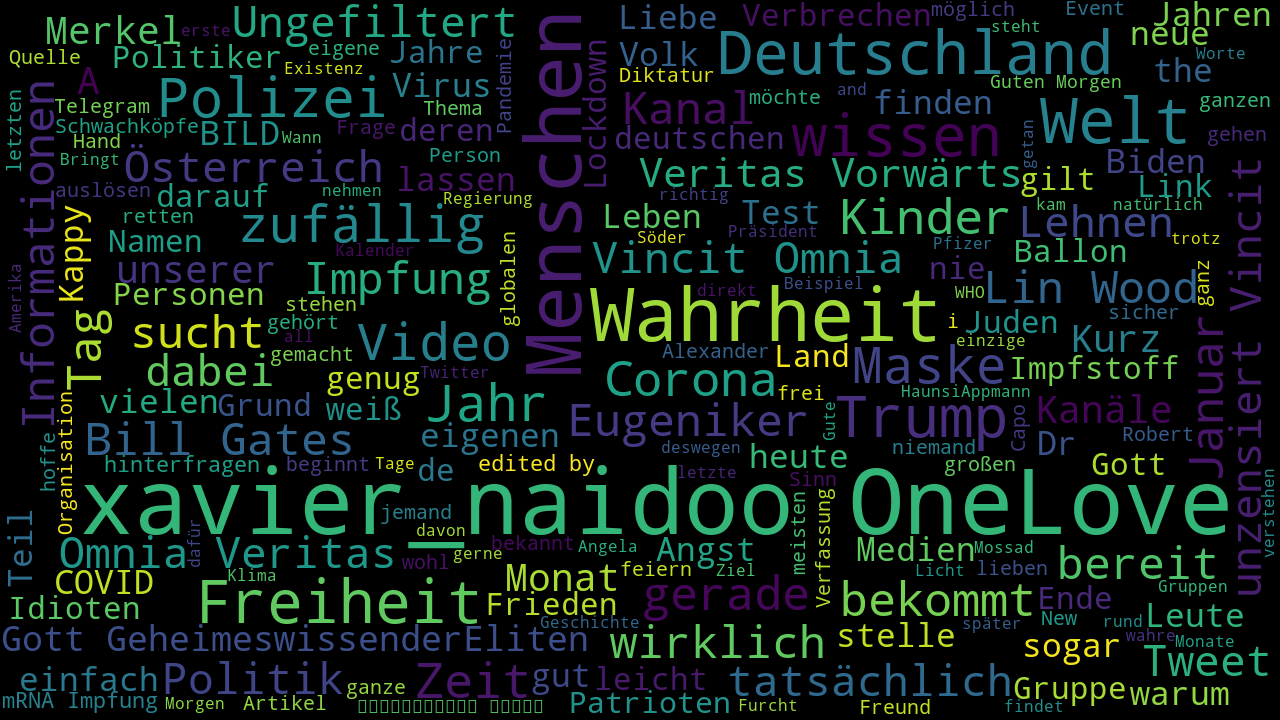 Merkel
erste
Ungefiltert
Liebe
Verbrechen
möglich
Event
Jahren
steht
neue
Quelle
Politiker
eigene
Jahre
Volk
Deutschland
Worte
Existenz
A
Virus
Pandemie
Diktatur
Guten Morgen
the
letzten
Telegram
Polizei
Thema
Menschen
Lockdown
Kanal
möchte
and
finden
Welt
ganzen
Schwachköpfe
BILD
Wann
Frage
deren
deutschen
wissen
getan
gehen
Hand
Bringt
Österreich
Person
Veritas Vorwärts
Biden
Informationen
auslösen
darauf
nehmen
lassen
Regierung
richtig
gilt
Link
retten
Leben
Test
Kinder
kam
natürlich
Kappy
Namen
zufällig
Söder
Präsident
Lehnen
trotz
Kalender
globalen
Vincit Omnia
Pfizer
Ballon
unzensiert Vincit
Amerika
unserer
Impfung
direkt
Beispiel
nie
WHO
Lin Wood
ganz
Personen
stehen
Wahrheit
sicher
Tag
sucht
gehört
all
Video
i
Juden
Kurz
einzige
dabei
gemacht
Twitter
Alexander
Land
Maske
Impfstoff
Januar
genug
Corona
frei
HaunsiAppmann
vielen
Grund
weiß
Jahr
Eugeniker
Gute
Trump
Capo
Kanäle
Organisation
hoffe
Bill Gates
eigenen
deswegen
niemand
Dr
Robert
hinterfragen
beginnt
Tage
de
edited by
letzte
heute
Sinn
großen
Gott
verstehen
xavier_naidoo OneLove
jemand
davon
meisten
Verfassung
Teil
Omnia Veritas
dafür
wohl
gerne
bekannt
Angela
Angst
Medien
Mossad
bereit
COVID
Klima
Monat
feiern
Ziel
Licht
lieben
Gruppen
Idioten
Freiheit
Frieden
gerade
bekommt
Ende
Leute
Geschichte
New
rund
später
Gott GeheimeswissenderEliten
wirklich
stelle
sogar
wahre
Monate
Tweet
einfach
Politik
ganze
Zeit
gut
leicht
tatsächlich
Gruppe
warum
mRNA Impfung
Morgen
Artikel
Patrioten
Furcht
Freund
findet